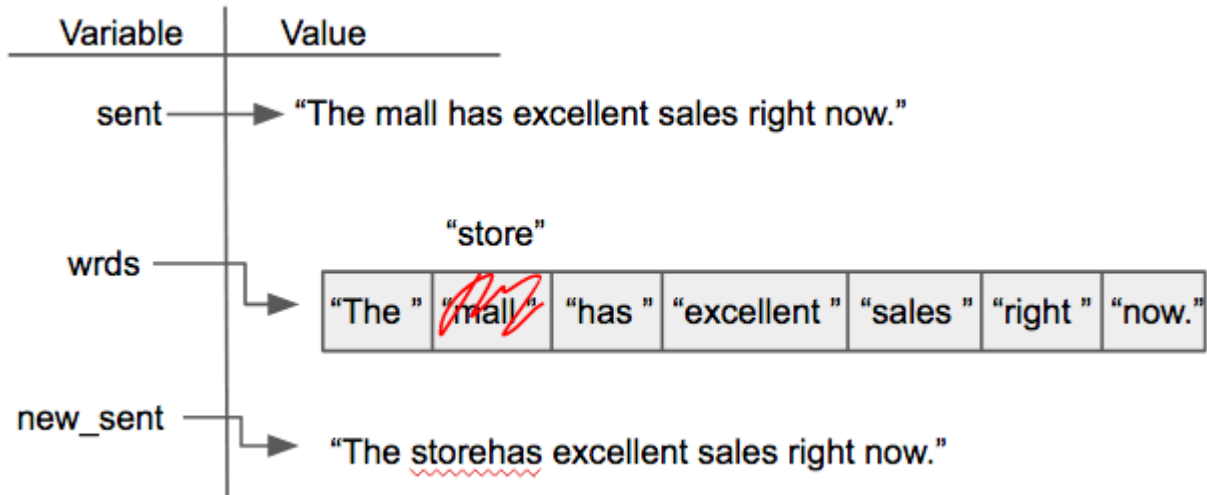 Variable Value
sent “The mall has excellent sales right now.”
“store”
wrds
“The ” “mall ” “has ” “excellent ” “sales ” “right ” “now.”
new_sent
“The storehas excellent sales right now.”